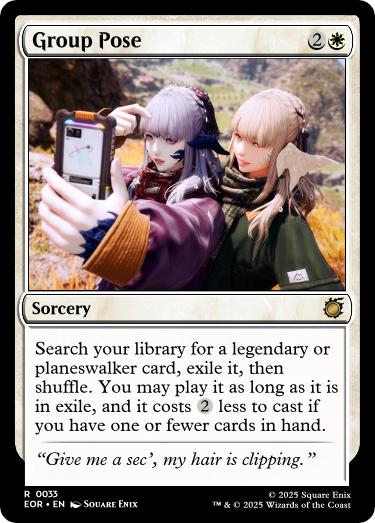 Group Pose 2
Sorcery
Search your library for a legendary or
planeswalker card, exile it, then
shuffle. You may play it as long as it is
in exile, and it costs 2 less to cast if
you have one or fewer cards in hand.
“Give me a sec’, my hair is clipping.”
R 0033
EOR • EN SQUARE ENIX
© 2025 Square Enix
™ & © 2025 Wizards of the Coast